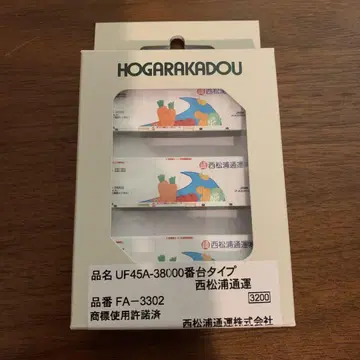 HOGARAKADOU
西松浦通運
西松浦通運
品名 UF45A-38000番台タイプ
西松浦通運
品番 FA-3302
3200
商標使用許諾済
西松浦通運株式会社